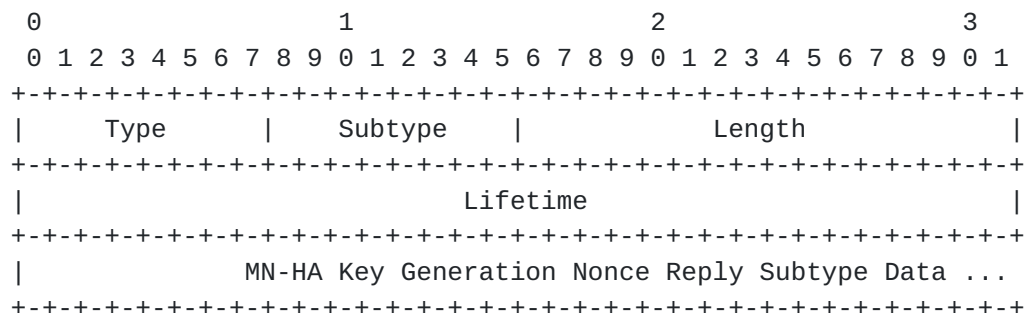 0                   1                   2                   3
 0 1 2 3 4 5 6 7 8 9 0 1 2 3 4 5 6 7 8 9 0 1 2 3 4 5 6 7 8 9 0 1
+-+-+-+-+-+-+-+-+-+-+-+-+-+-+-+-+-+-+-+-+-+-+-+-+-+-+-+-+-+-+-+-+
|     Type      |    Subtype    |            Length             |
+-+-+-+-+-+-+-+-+-+-+-+-+-+-+-+-+-+-+-+-+-+-+-+-+-+-+-+-+-+-+-+-+
|                            Lifetime                           |
+-+-+-+-+-+-+-+-+-+-+-+-+-+-+-+-+-+-+-+-+-+-+-+-+-+-+-+-+-+-+-+-+
|              MN-HA Key Generation Nonce Reply Subtype Data ...
+-+-+-+-+-+-+-+-+-+-+-+-+-+-+-+-+-+-+-+-+-+-+-+-+-+-+-+-+-+-+-+-+